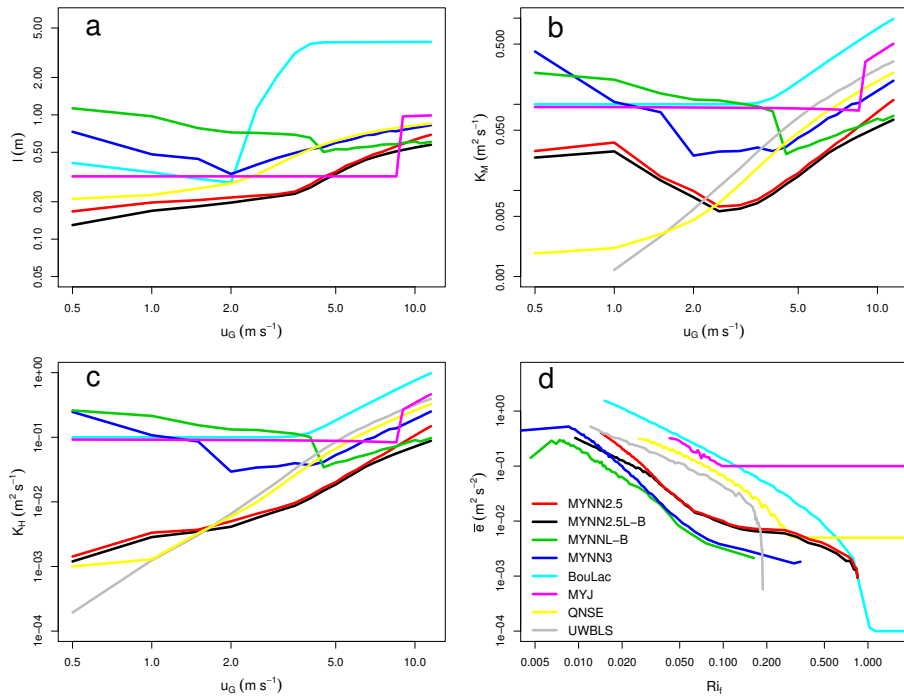 a
5.00
2.00
1.00
0.50
0.20
0.10
0.05
l (m)
0.5
1.0
2.0
5.0
10.0
u_G (m s⁻¹)
b
0.500
0.050
0.005
0.001
K_M (m² s⁻¹)
0.5
1.0
2.0
5.0
10.0
u_G (m s⁻¹)
c
1e+00
1e-01
1e-02
1e-03
1e-04
K_H (m² s⁻¹)
0.5
1.0
2.0
5.0
10.0
u_G (m s⁻¹)
d
1e+00
1e-01
1e-02
1e-03
1e-04
e̅ (m² s⁻²)
MYNN2.5
MYNN2.5L-B
MYNNL-B
MYNN3
BouLac
MYJ
QNSE
UWBLS
0.005
0.010
0.020
0.050
0.100
0.200
0.500
1.000
Ri_f